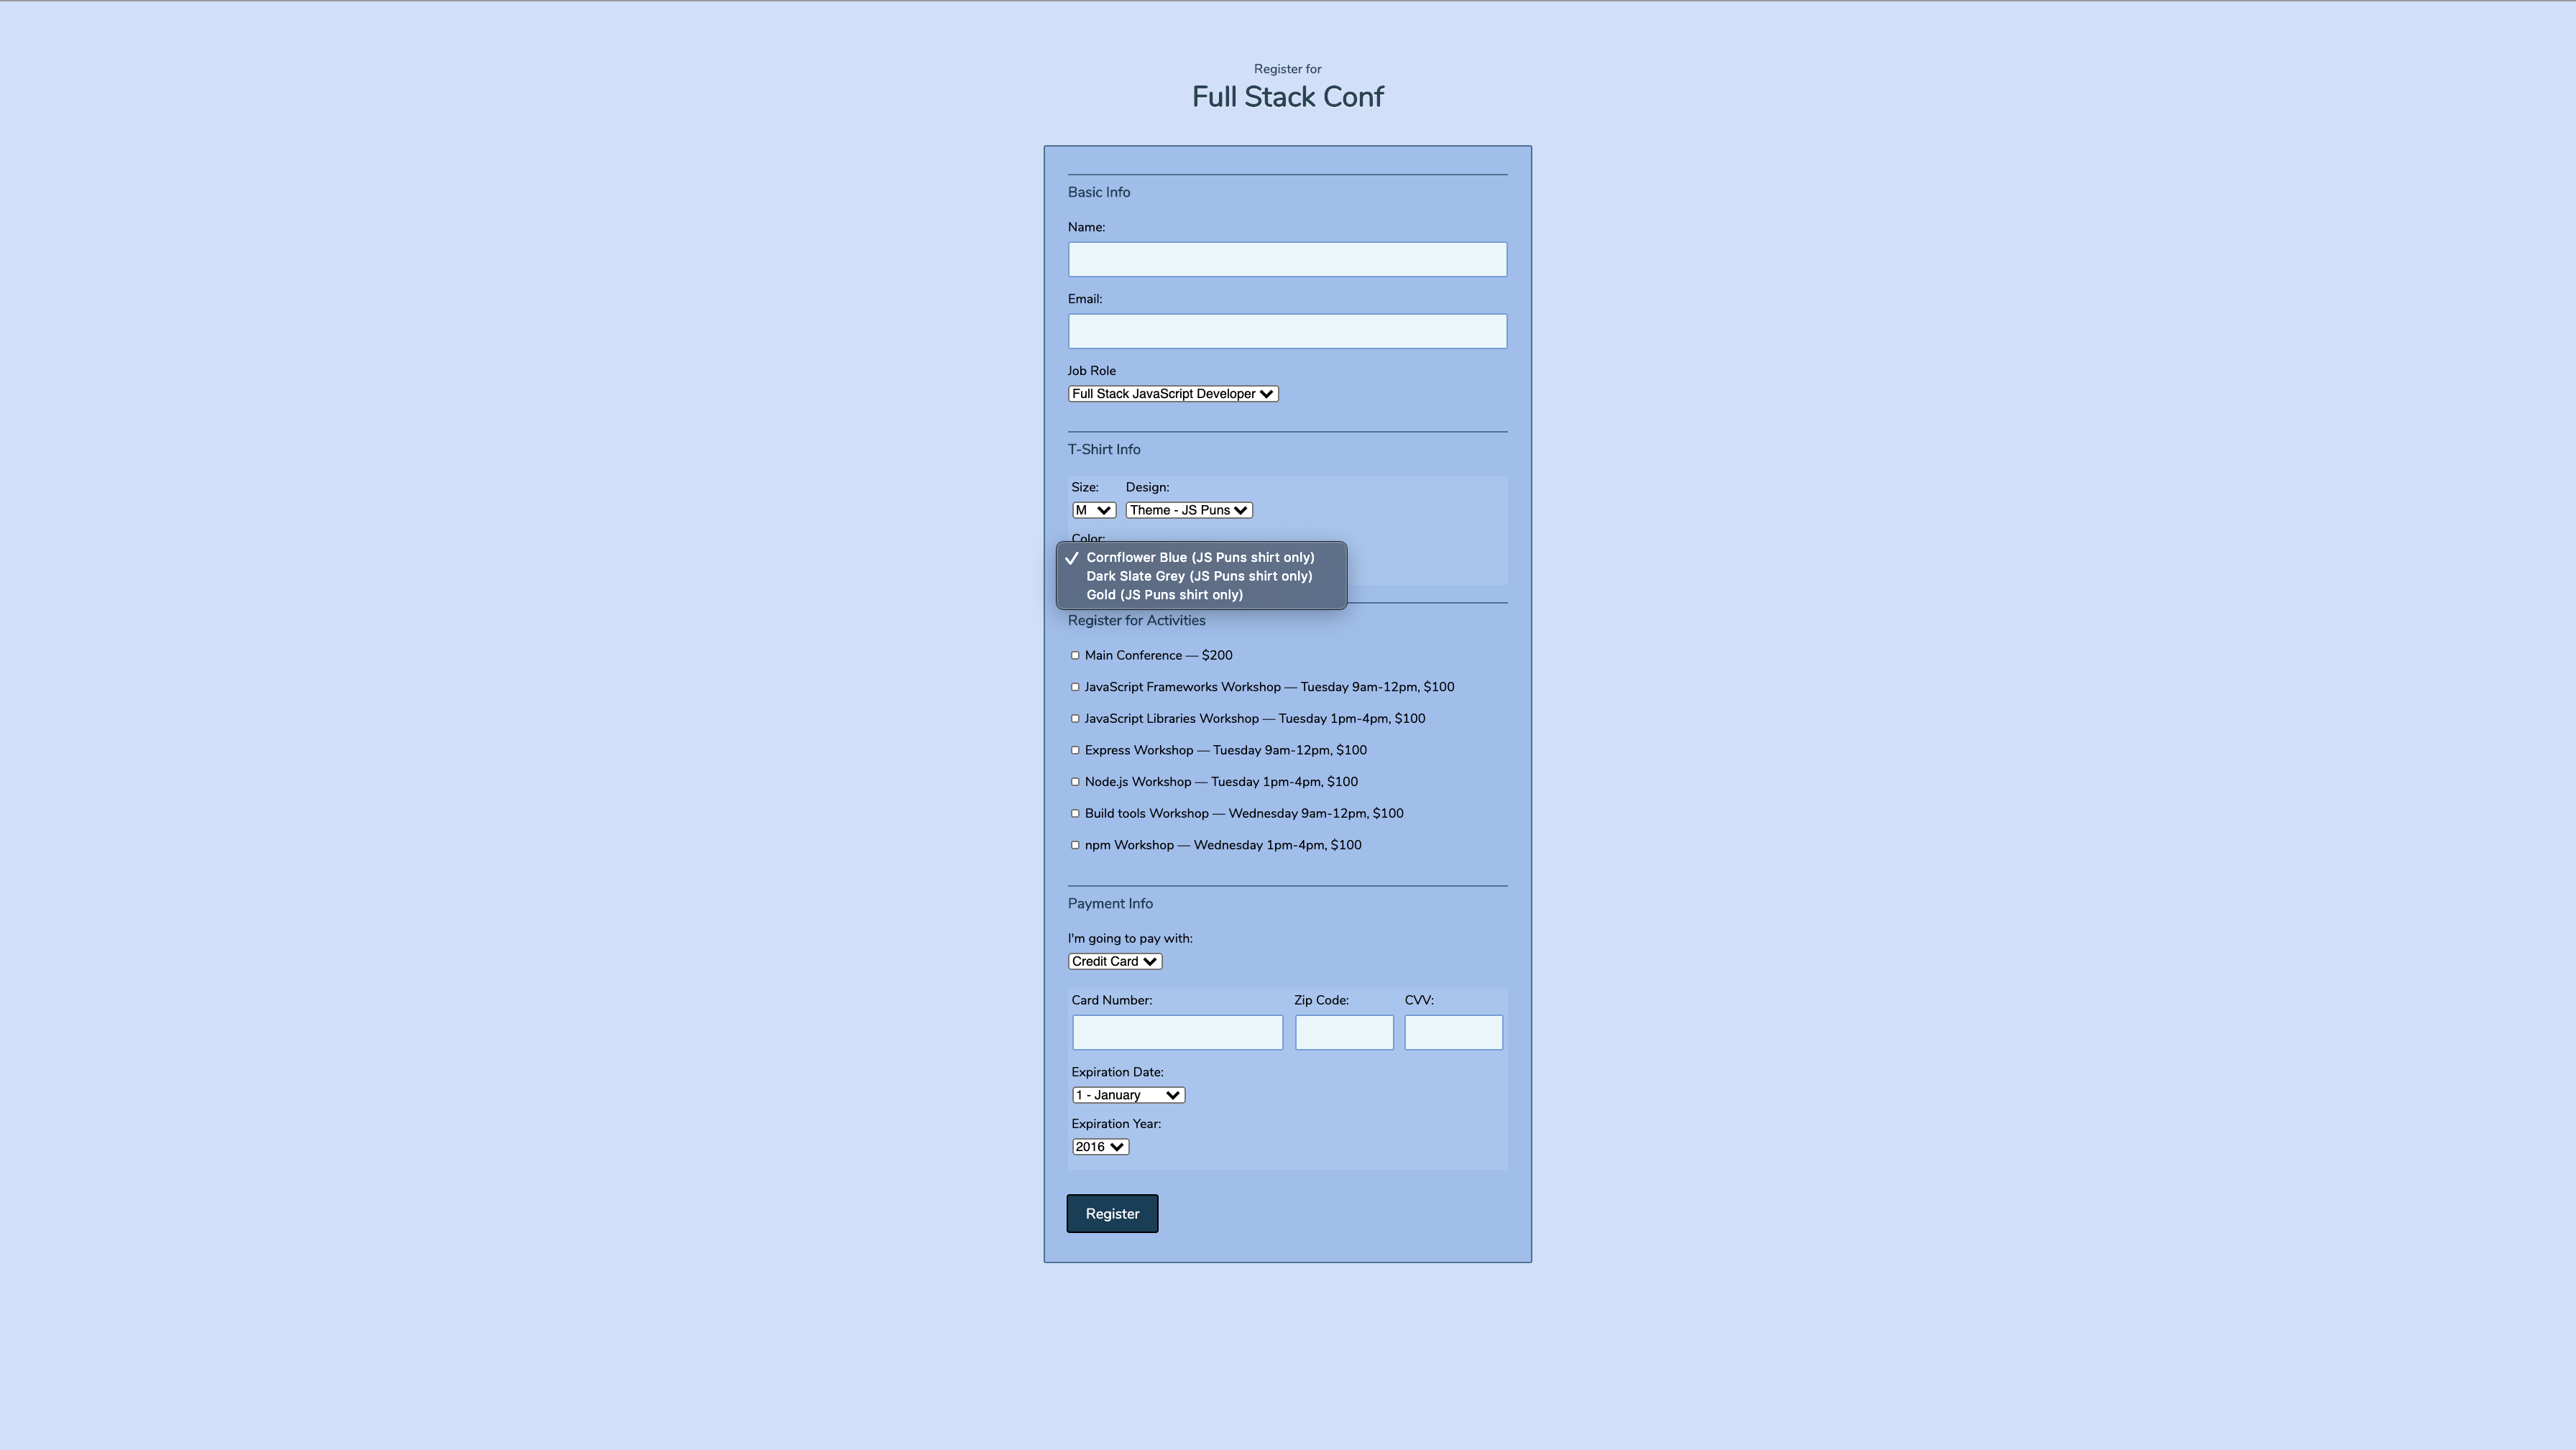 Register for
Full Stack Conf
Basic Info
Name:
Email:
Job Role
Full Stack JavaScript Developer
T-Shirt Info
Size: Design:
M Theme - JS Puns
Color:
✓ Cornflower Blue (JS Puns shirt only)
Dark Slate Grey (JS Puns shirt only)
Gold (JS Puns shirt only)
Register for Activities
Main Conference — $200
JavaScript Frameworks Workshop — Tuesday 9am-12pm, $100
JavaScript Libraries Workshop — Tuesday 1pm-4pm, $100
Express Workshop — Tuesday 9am-12pm, $100
Node.js Workshop — Tuesday 1pm-4pm, $100
Build tools Workshop — Wednesday 9am-12pm, $100
npm Workshop — Wednesday 1pm-4pm, $100
Payment Info
I'm going to pay with:
Credit Card
Card Number: Zip Code: CVV:
Expiration Date:
1 - January
Expiration Year:
2016
Register